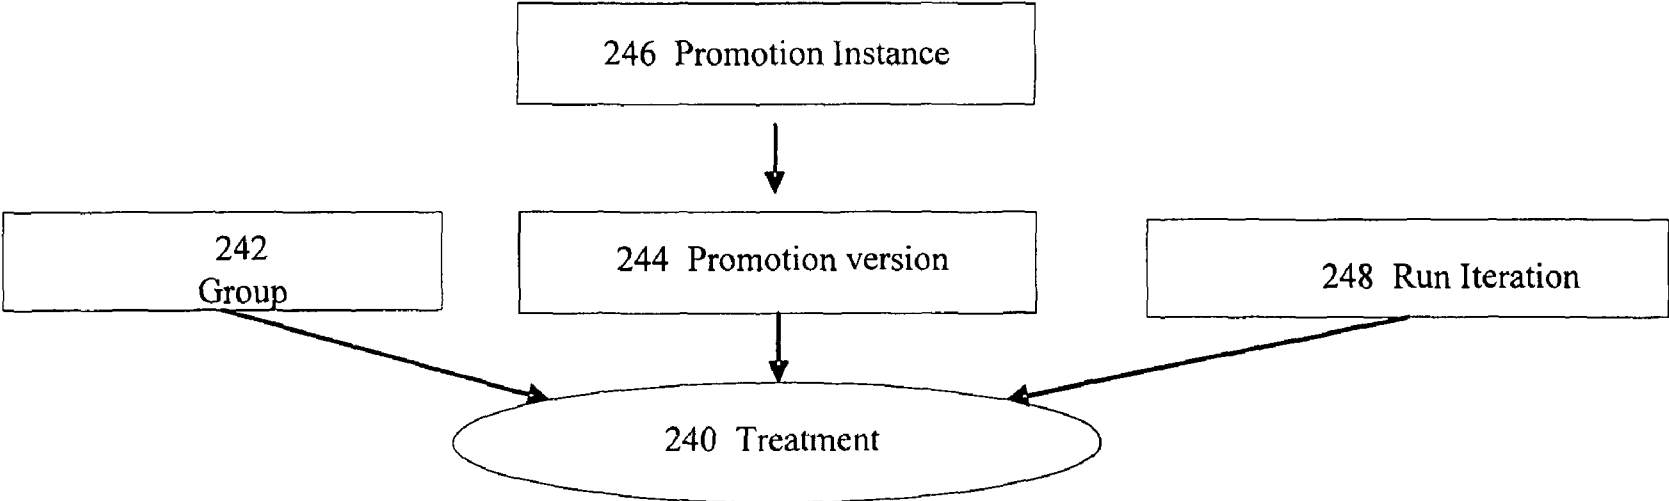 246 Promotion Instance
242
Group
244 Promotion version
248 Run Iteration
240 Treatment